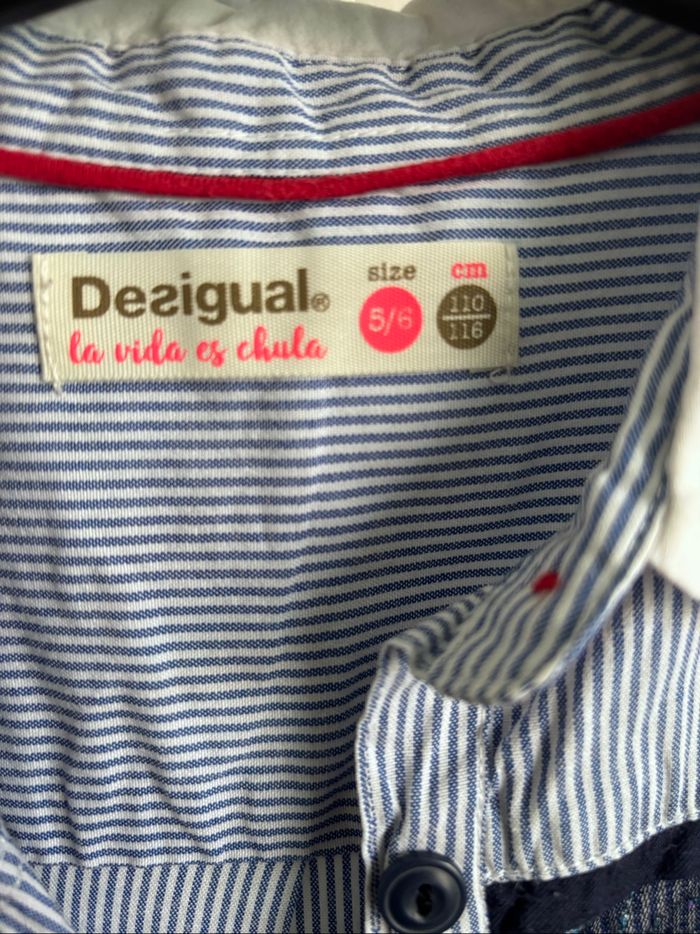 Desigual®
la vida es chula
size
5/6
cm
110
116